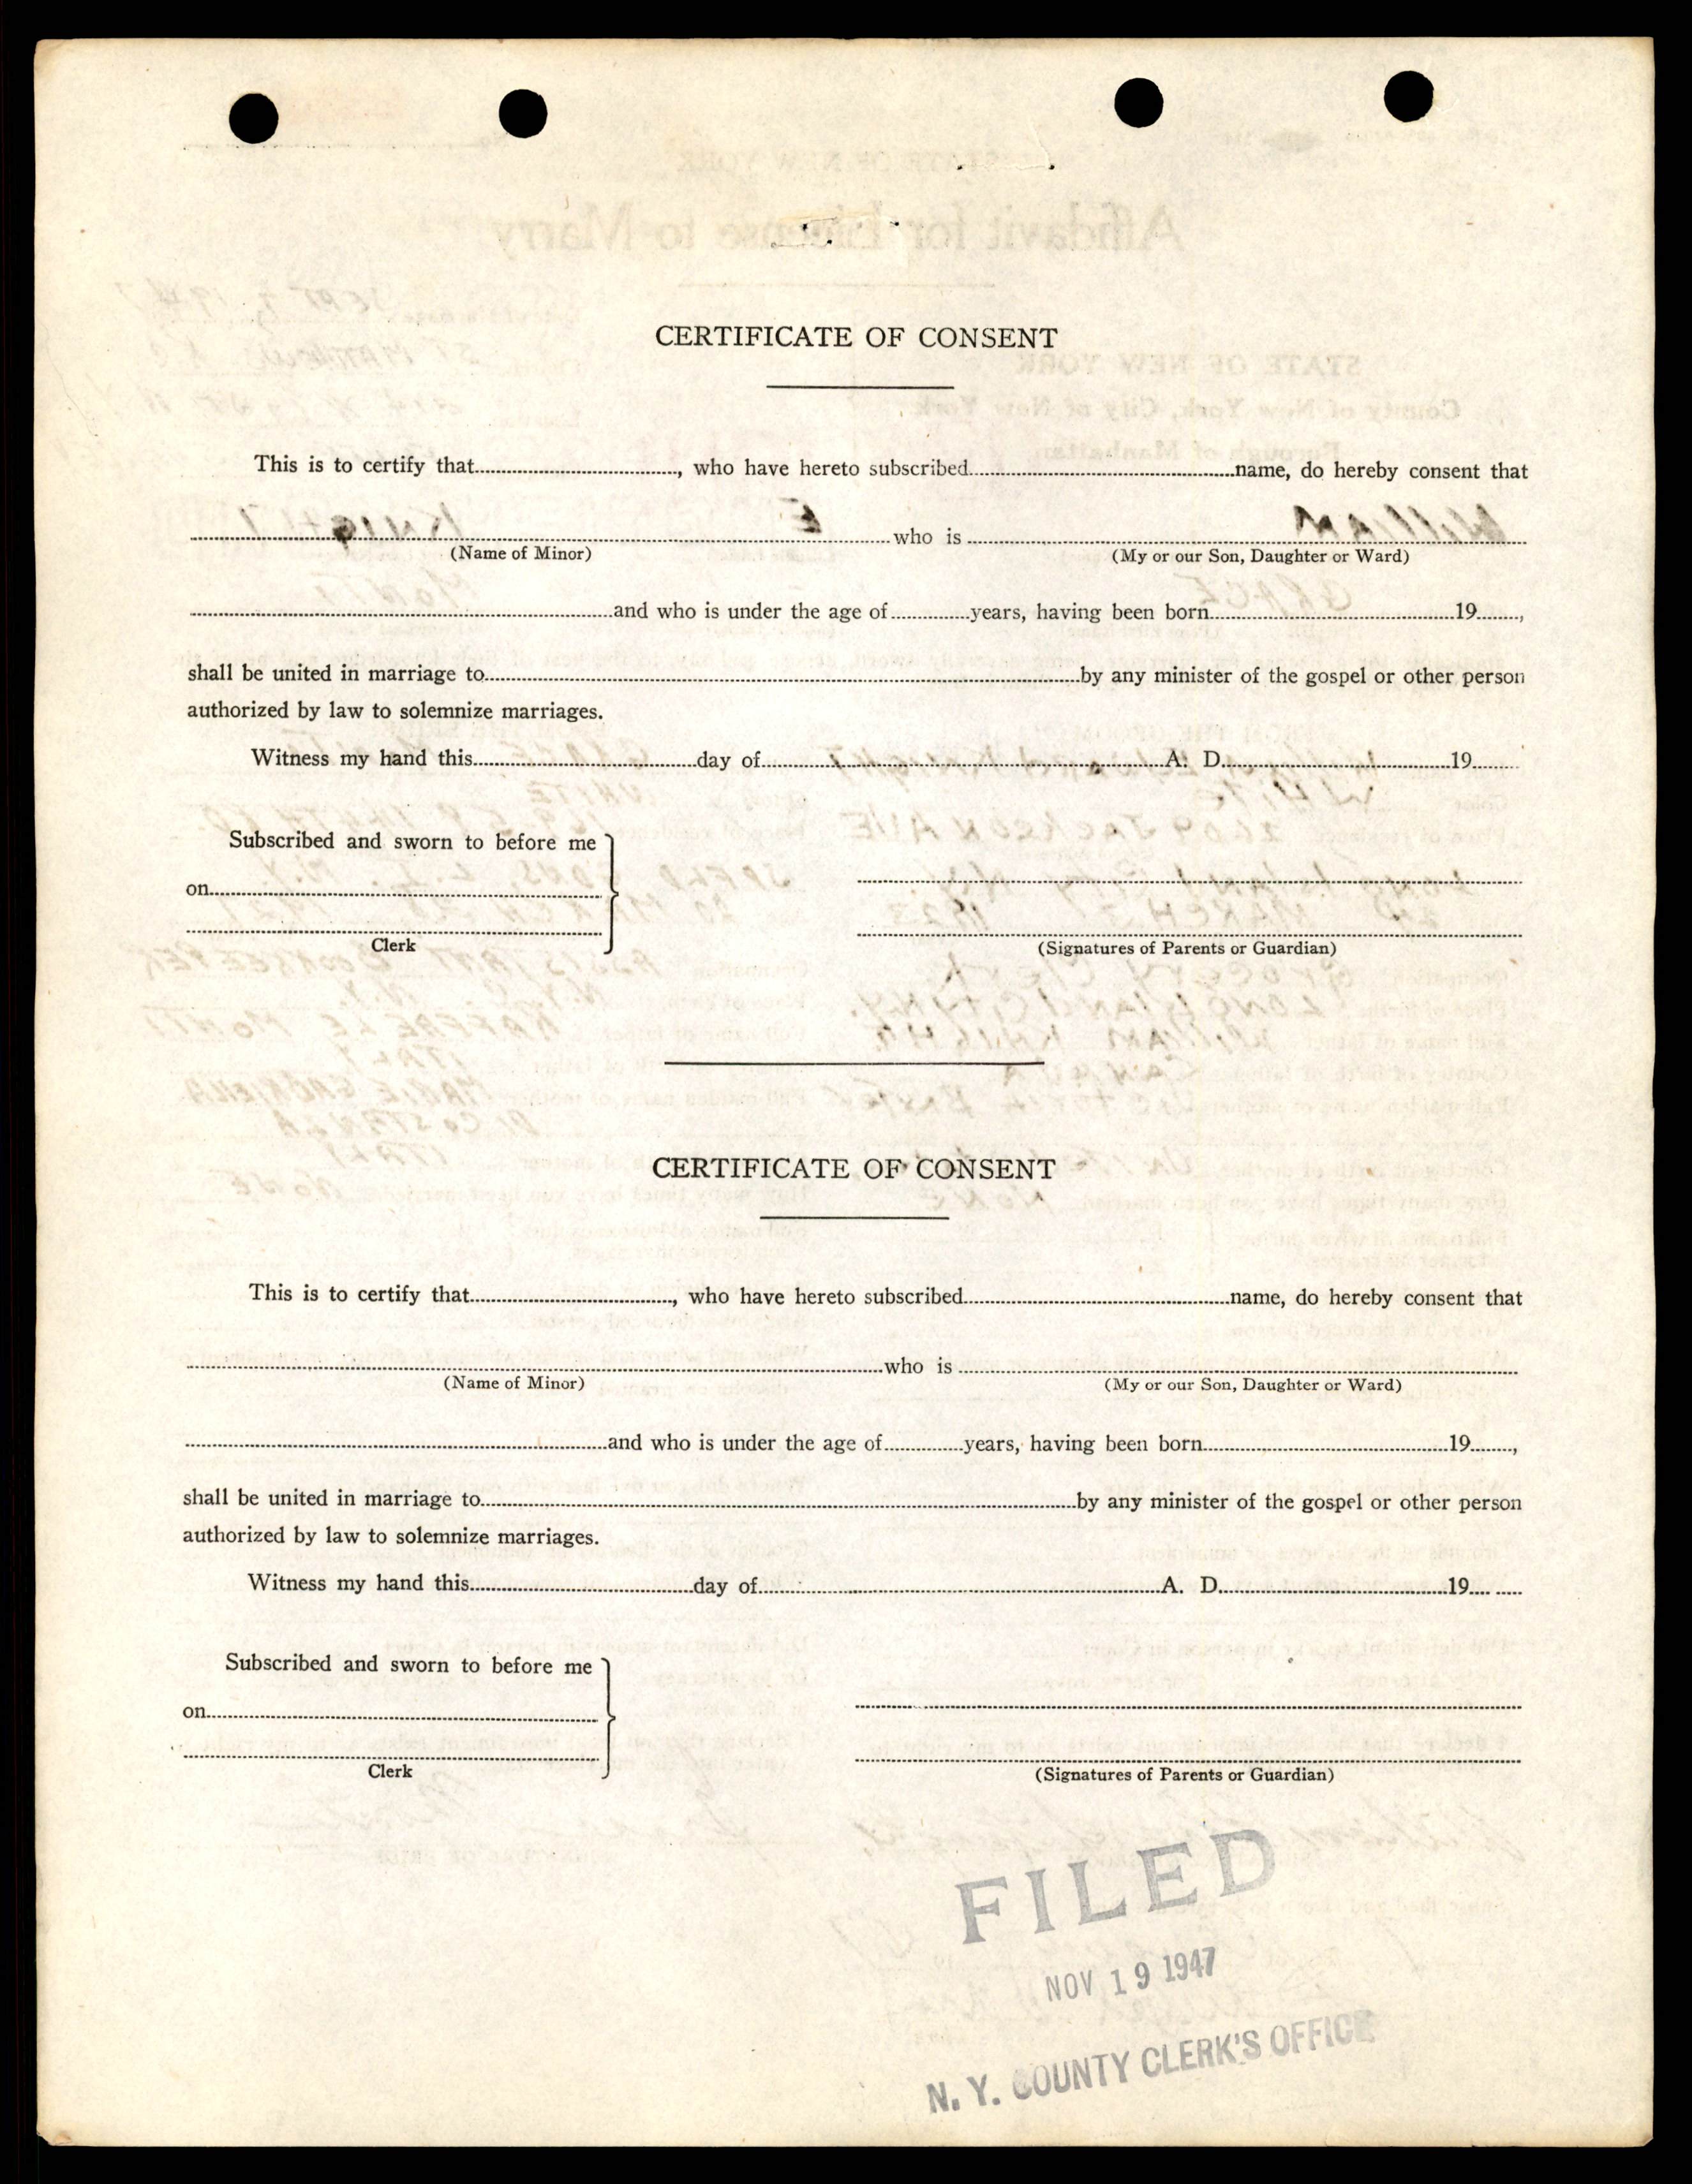 CERTIFICATE OF CONSENT
This is to certify that........, who have hereto subscribed........name, do hereby consent that
........who is ........
(Name of Minor) (My or our Son, Daughter or Ward)
........and who is under the age of........years, having been born........19....,
shall be united in marriage to........by any minister of the gospel or other person
authorized by law to solemnize marriages.
Witness my hand this........day of........A. D.........19....
Subscribed and sworn to before me
on........
Clerk
(Signatures of Parents or Guardian)
CERTIFICATE OF CONSENT
This is to certify that........, who have hereto subscribed........name, do hereby consent that
........who is ........
(Name of Minor) (My or our Son, Daughter or Ward)
........and who is under the age of........years, having been born........19....,
shall be united in marriage to........by any minister of the gospel or other person
authorized by law to solemnize marriages.
Witness my hand this........day of........A. D.........19....
Subscribed and sworn to before me
on........
Clerk
(Signatures of Parents or Guardian)
FILED
NOV 19 1947
N. Y. COUNTY CLERK'S OFFICE